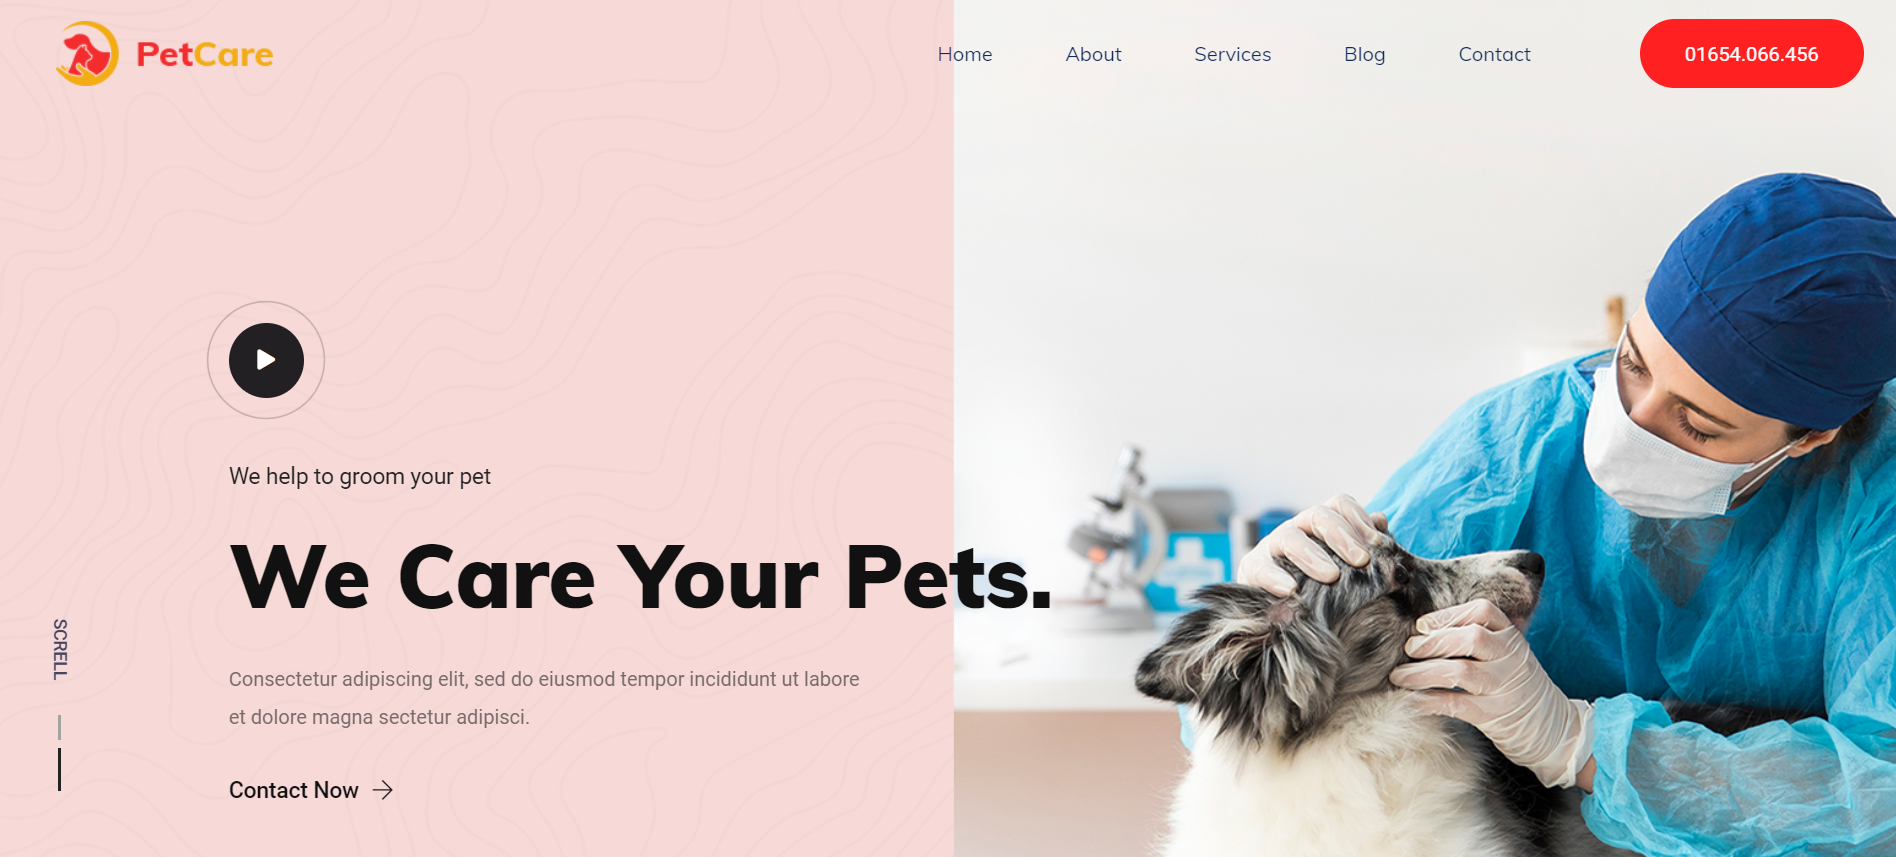 PetCare
Home About Services Blog Contact
01654.066.456
We help to groom your pet
We Care Your Pets.
SCRELL
Consectetur adipiscing elit, sed do eiusmod tempor incididunt ut labore
et dolore magna sectetur adipisci.
Contact Now